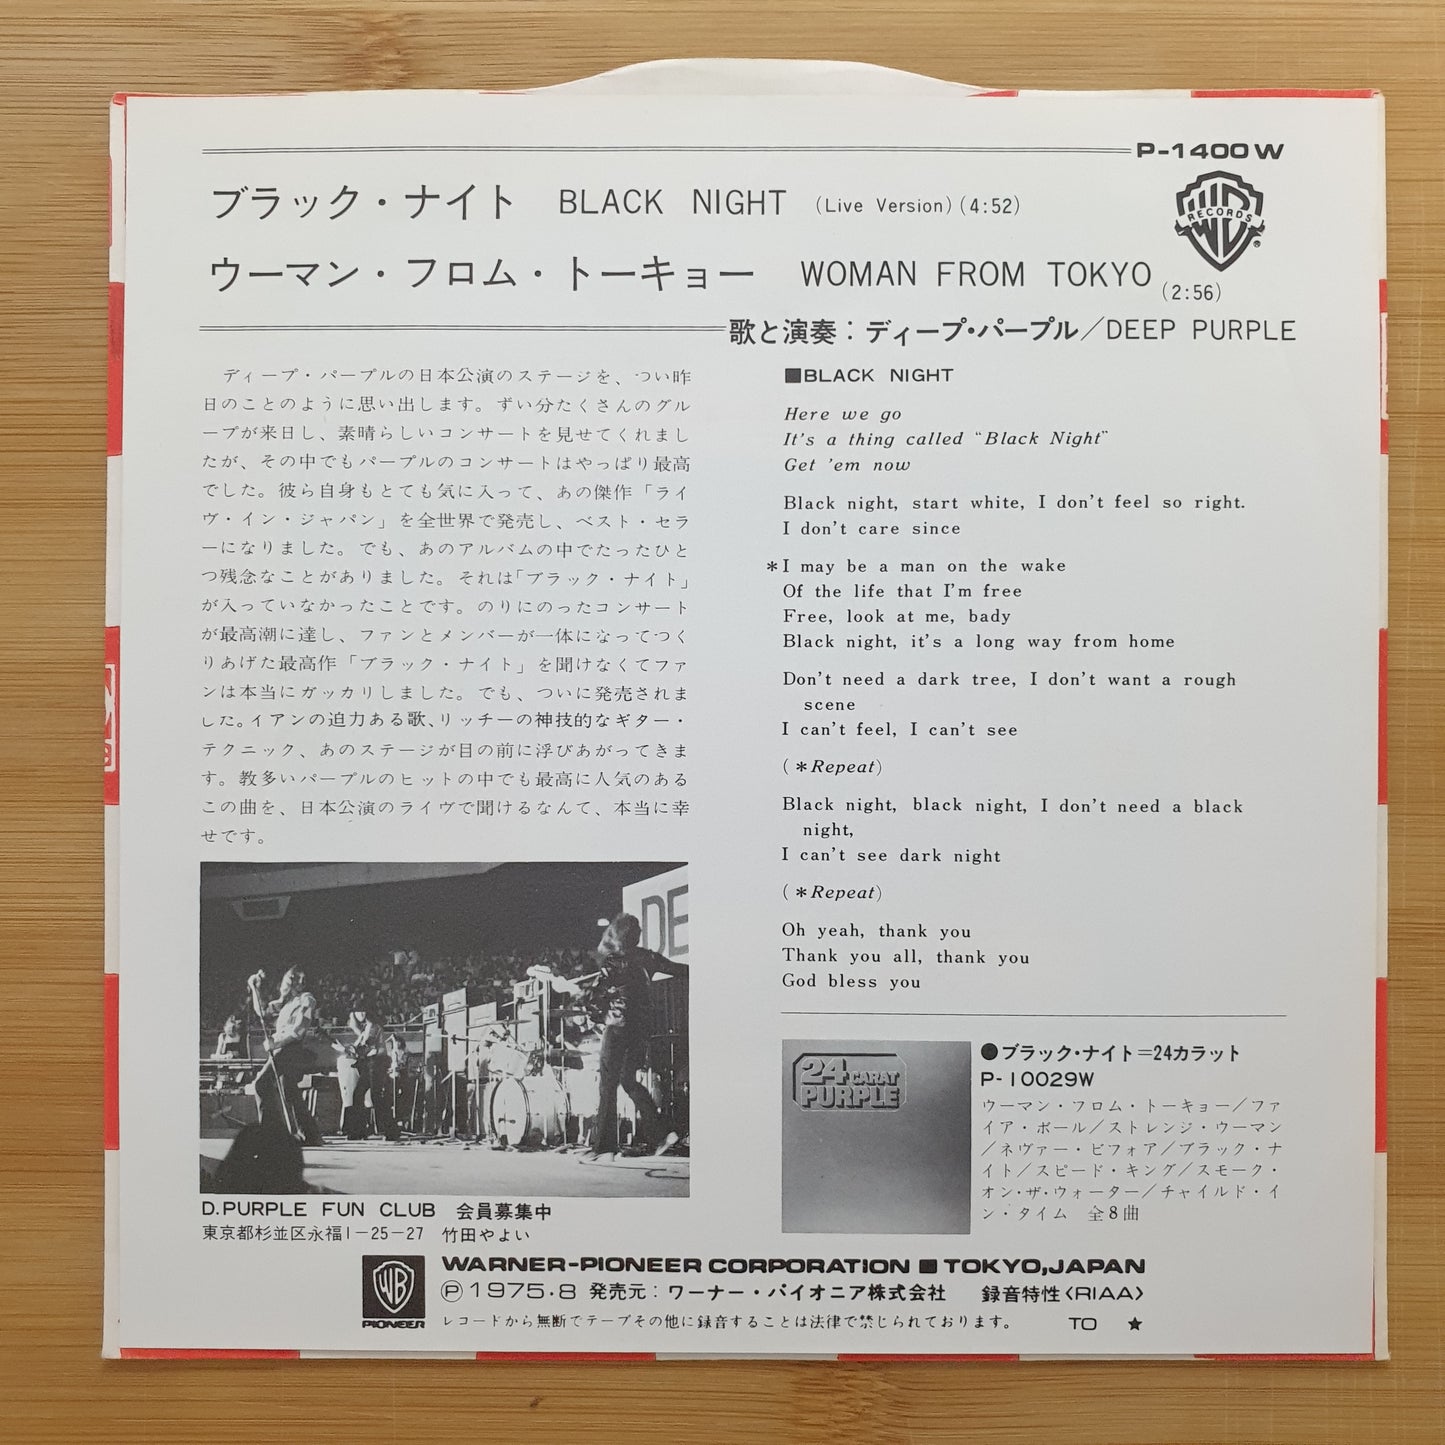 P-1400W
ブラック・ナイト BLACK NIGHT (Live Version) (4:52)
W RECORDS ®
ウーマン・フロム・トーキョー WOMAN FROM TOKYO (2:56)
歌と演奏：ディープ・パープル／DEEP PURPLE
ディープ・パープルの日本公演のステージを、つい昨
日のことのように思い出します。ずい分たくさんのグル
ープが来日し、素晴らしいコンサートを見せてくれまし
たが、その中でもパープルのコンサートはやっぱり最高
でした。彼ら自身もとても気に入って、あの傑作「ライ
ヴ・イン・ジャパン」を全世界で発売し、ベスト・セラ
ーになりました。でも、あのアルバムの中でたったひと
つ残念なことがありました。それは「ブラック・ナイト」
が入っていなかったことです。のりにのったコンサート
が最高潮に達し、ファンとメンバーが一体になってつく
りあげた最高作「ブラック・ナイト」を聞けなくてファ
ンは本当にガッカリしました。でも、ついに発売されま
した。イアンの迫力ある歌、リッチーの神技的なギター・
テクニック、あのステージが目の前に浮びあがってきま
す。教多いパープルのヒットの中でも最高に人気のある
この曲を、日本公演のライヴで聞けるなんて、本当に幸
せです。
DE
D.PURPLE FUN CLUB 会員募集中
東京都杉並区永福1-25-27 竹田やよい
■BLACK NIGHT
Here we go
It's a thing called “Black Night”
Get 'em now
Black night, start white, I don't feel so right.
I don't care since
*I may be a man on the wake
Of the life that I'm free
Free, look at me, bady
Black night, it's a long way from home
Don't need a dark tree, I don't want a rough
scene
I can't feel, I can't see
(*Repeat)
Black night, black night, I don't need a black
night,
I can't see dark night
(*Repeat)
Oh yeah, thank you
Thank you all, thank you
God bless you
24 CARAT
PURPLE
●ブラック・ナイト＝24カラット
P-10029W
ウーマン・フロム・トーキョー／ファ
イア・ボール／ストレンジ・ウーマン
／ネヴァー・ビフォア／ブラック・ナ
イト／スピード・キング／スモーク・
オン・ザ・ウォーター／チャイルド・イ
ン・タイム 全8曲
WB
PIONEER
WARNER-PIONEER CORPORATION ■ TOKYO, JAPAN
Ⓟ1975・8 発売元：ワーナー・パイオニア株式会社 録音特性〈RIAA〉
レコードから無断でテープその他に録音することは法律で禁じられております。 TO ★